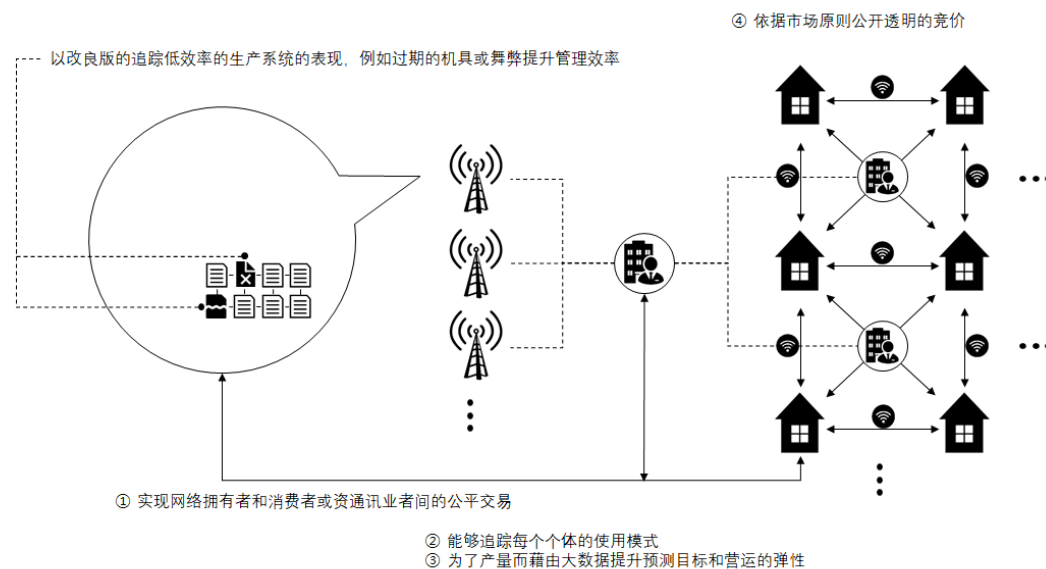 ④ 依据市场原则公开透明的竞价
以改良版的追踪低效率的生产系统的表现，例如过期的机具或舞弊提升管理效率
① 实现网络拥有者和消费者或资通讯业者间的公平交易
② 能够追踪每个个体的使用模式
③ 为了产量而藉由大数据提升预测目标和营运的弹性